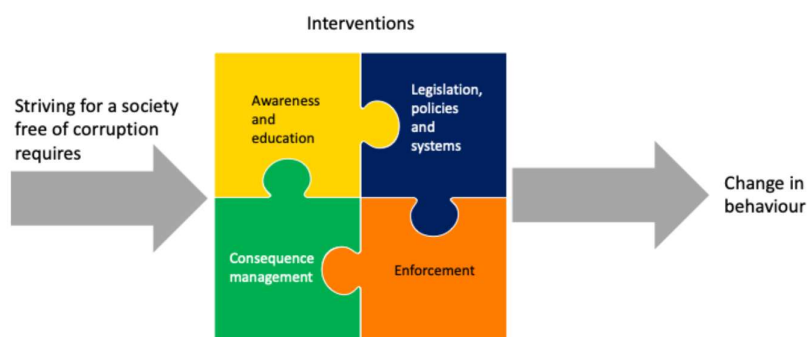 Interventions
Striving for a society
free of corruption
requires
Awareness
and
education
Legislation,
policies
and
systems
Consequence
management
Enforcement
Change in
behaviour